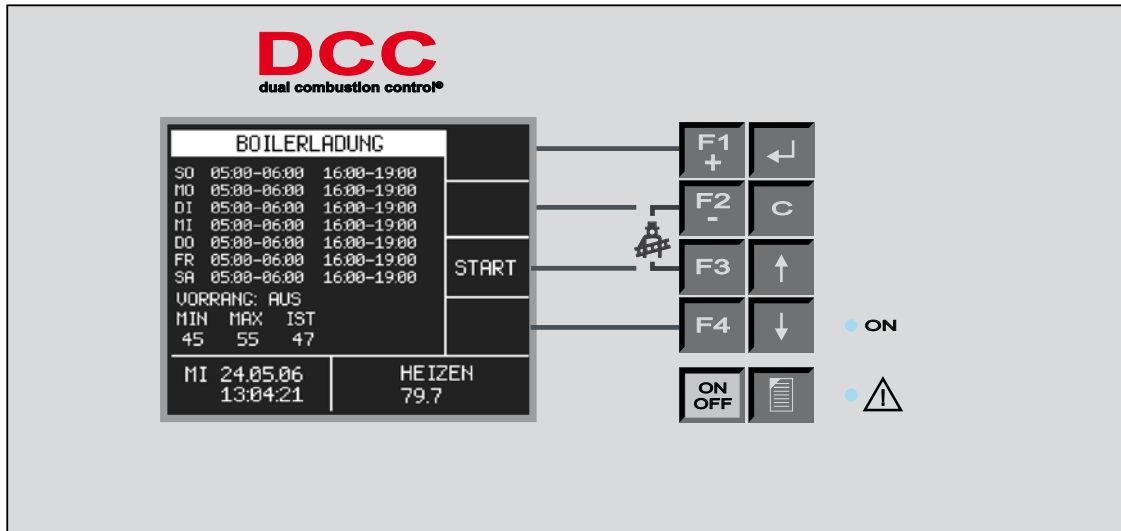 DCC
dual combustion control®
BOILERLADUNG
SO 05:00-06:00 16:00-19:00
MO 05:00-06:00 16:00-19:00
DI 05:00-06:00 16:00-19:00
MI 05:00-06:00 16:00-19:00
DO 05:00-06:00 16:00-19:00
FR 05:00-06:00 16:00-19:00
SA 05:00-06:00 16:00-19:00
VORRANG: AUS
MIN MAX IST
45 55 47
START
MI 24.05.06
13:04:21
HEIZEN
79.7
F1
+
F2
-
C
F3
↑
F4
↓
ON
ON
OFF